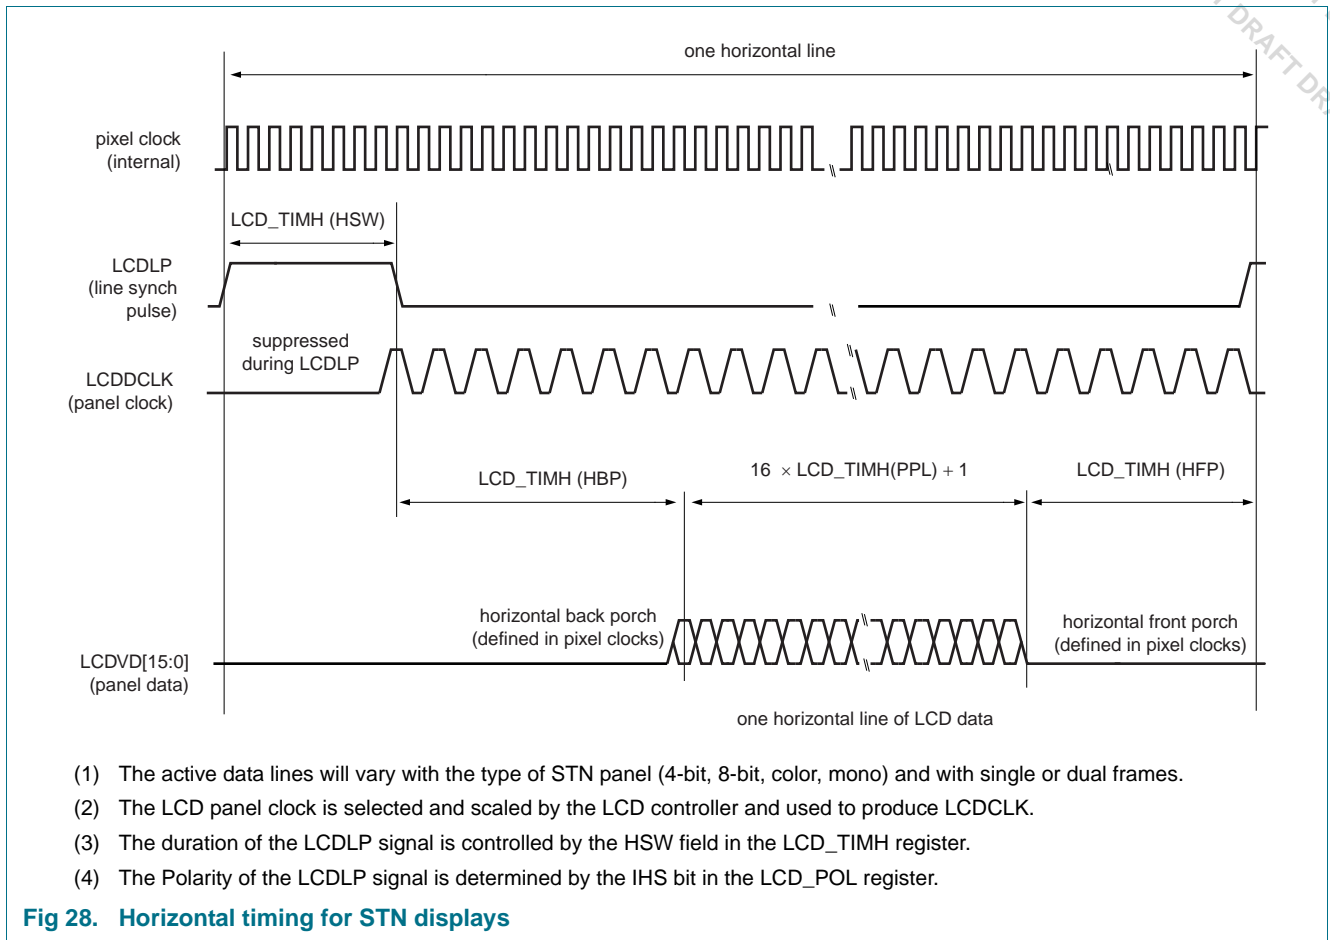 DRAFT DRAFT DR
one horizontal line
pixel clock
(internal)
LCD_TIMH (HSW)
LCDLP
(line synch
pulse)
suppressed
during LCDLP
LCDDCLK
(panel clock)
LCD_TIMH (HBP)
16 × LCD_TIMH(PPL) + 1
LCD_TIMH (HFP)
horizontal back porch
(defined in pixel clocks)
horizontal front porch
(defined in pixel clocks)
LCDVD[15:0]
(panel data)
one horizontal line of LCD data
(1) The active data lines will vary with the type of STN panel (4-bit, 8-bit, color, mono) and with single or dual frames.
(2) The LCD panel clock is selected and scaled by the LCD controller and used to produce LCDCLK.
(3) The duration of the LCDLP signal is controlled by the HSW field in the LCD_TIMH register.
(4) The Polarity of the LCDLP signal is determined by the IHS bit in the LCD_POL register.
Fig 28. Horizontal timing for STN displays